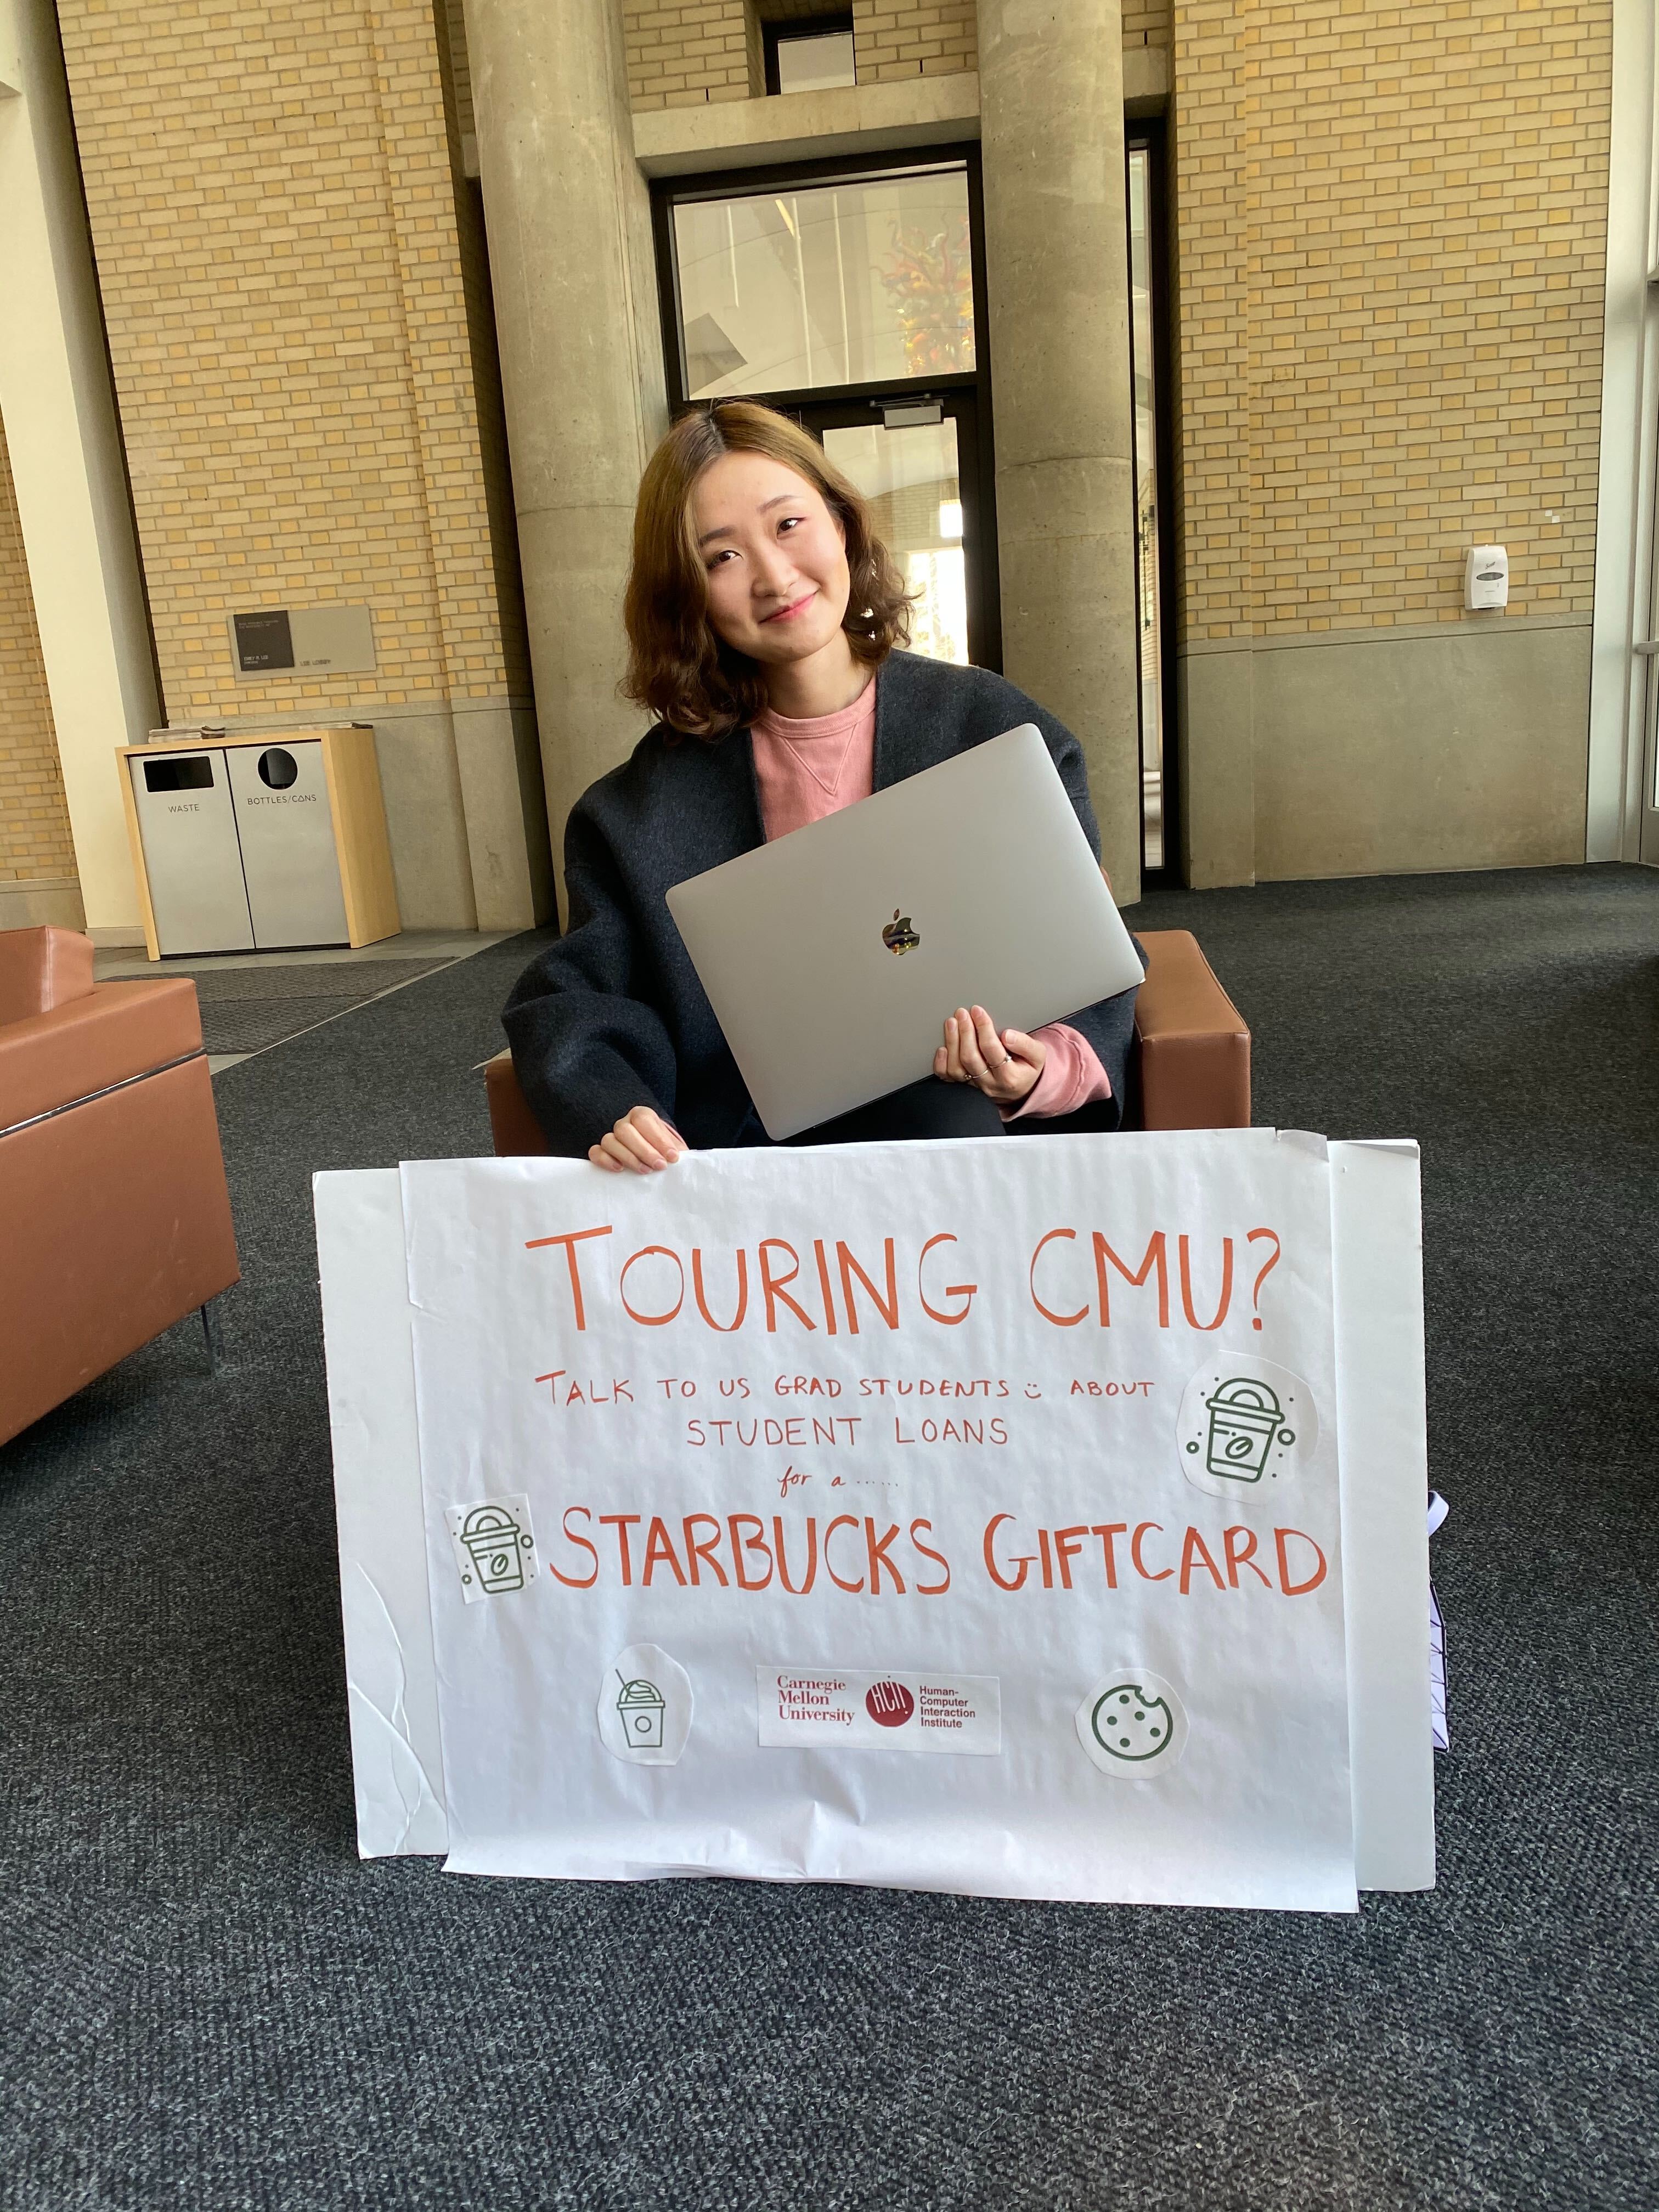 WASTE
BOTTLES/CANS
TOURING CMU?
TALK TO US GRAD STUDENTS :) ABOUT
STUDENT LOANS
for a ......
STARBUCKS GIFTCARD
Carnegie
Mellon
University
HCII
Human-
Computer
Interaction
Institute